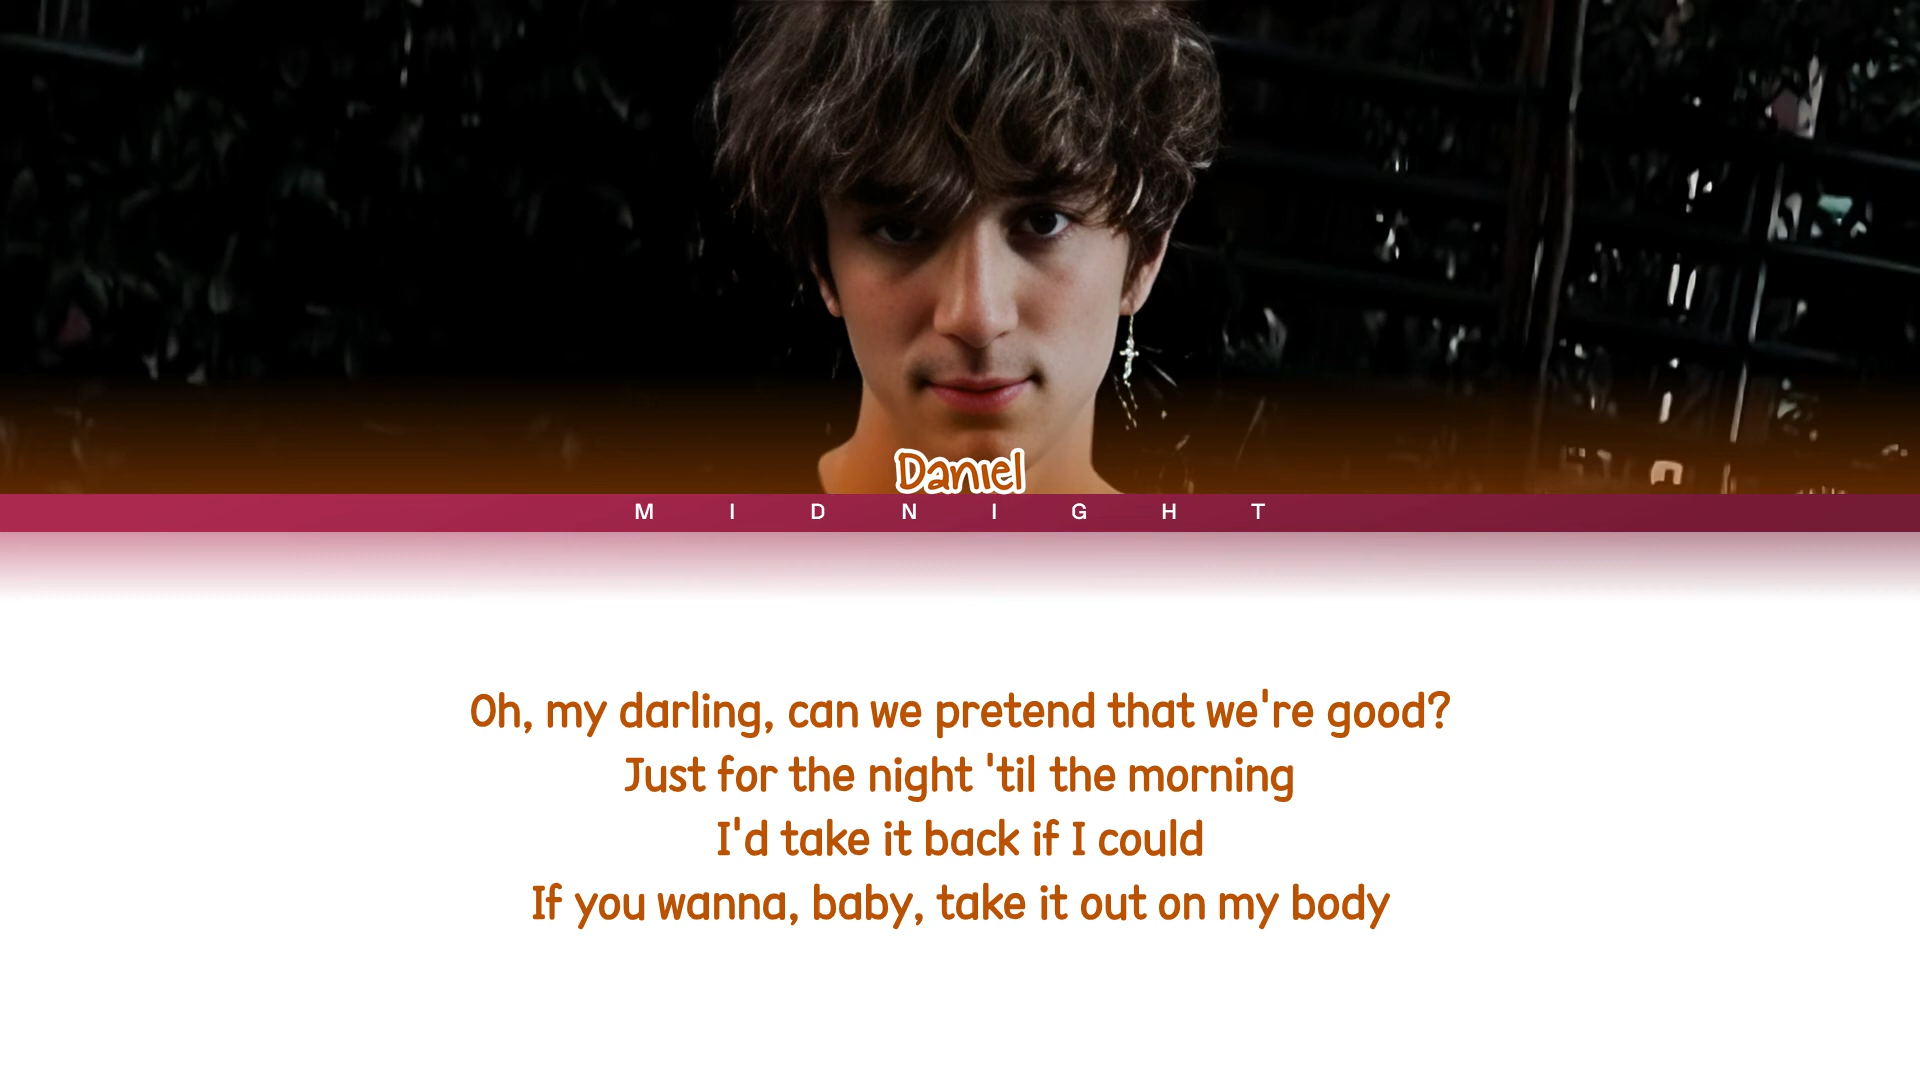 Daniel
MIDNIGHT
Oh, my darling, can we pretend that we're good?
Just for the night 'til the morning
I'd take it back if I could
If you wanna, baby, take it out on my body